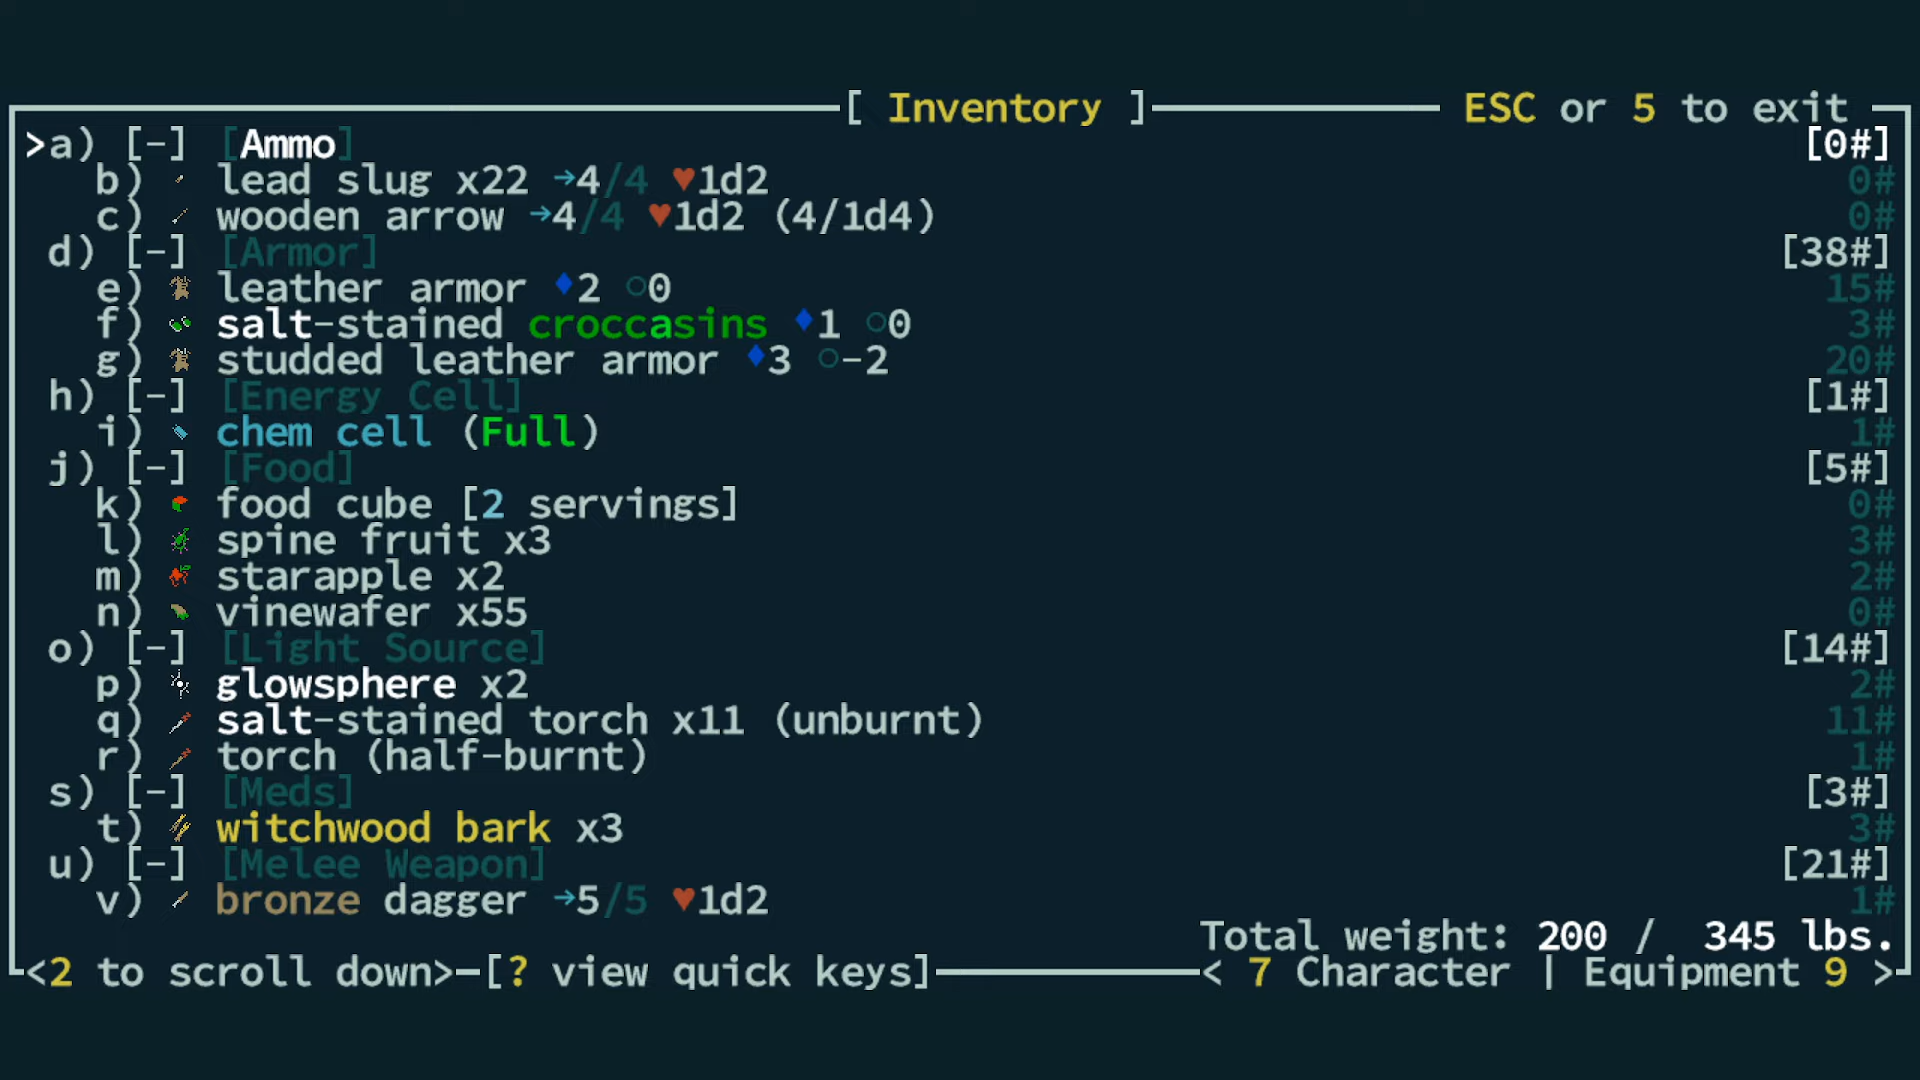 [ Inventory ] ESC or 5 to exit
>a) [-] [Ammo] [0#]
b) lead slug x22 →4/4 ♥1d2 0#
c) wooden arrow →4/4 ♥1d2 (4/1d4) 0#
d) [-] [Armor] [38#]
e) leather armor ♦2 ○0 15#
f) salt-stained croccasins ♦1 ○0 3#
g) studded leather armor ♦3 ○-2 20#
h) [-] [Energy Cell] [1#]
i) chem cell (Full) 1#
j) [-] [Food] [5#]
k) food cube [2 servings] 0#
l) spine fruit x3 3#
m) starapple x2 2#
n) vinewafer x55 0#
o) [-] [Light Source] [14#]
p) glowsphere x2 2#
q) salt-stained torch x11 (unburnt) 11#
r) torch (half-burnt) 1#
s) [-] [Meds] [3#]
t) witchwood bark x3 3#
u) [-] [Melee Weapon] [21#]
v) bronze dagger →5/5 ♥1d2 1#
Total weight: 200 / 345 lbs.
<2 to scroll down> [? view quick keys] < 7 Character | Equipment 9 >